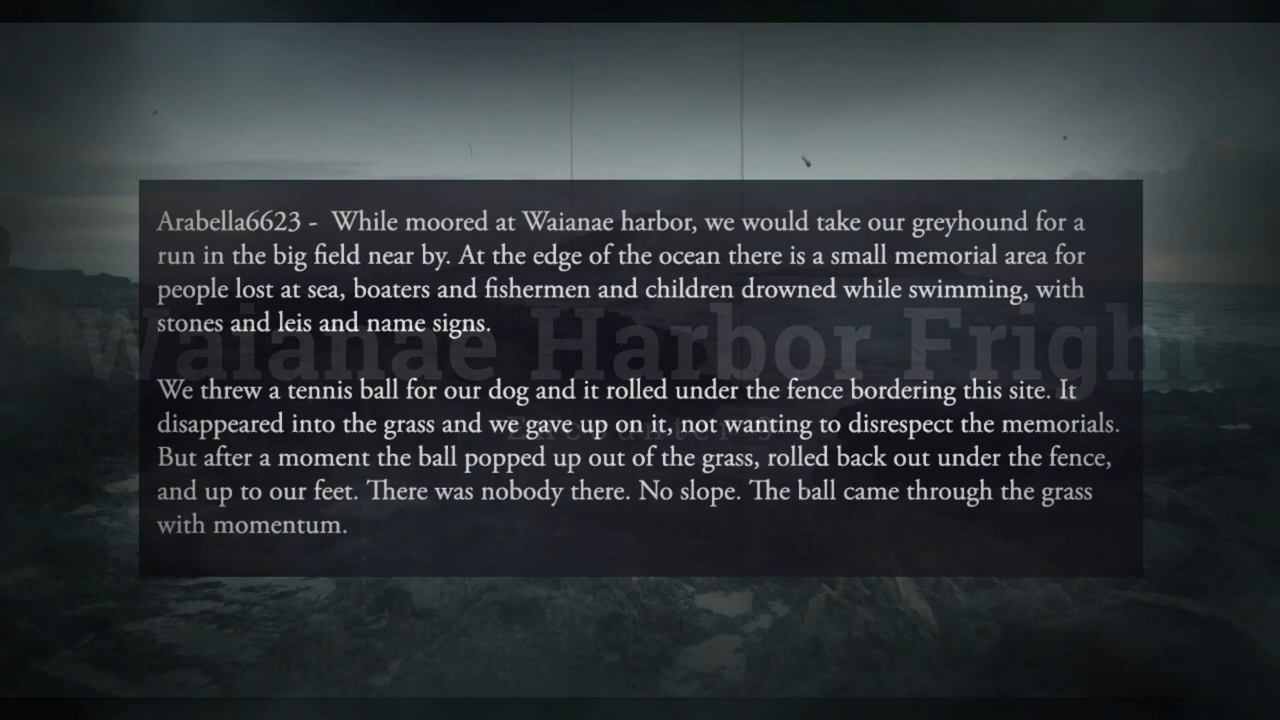 Arabella6623 - While moored at Waianae harbor, we would take our greyhound for a
run in the big field near by. At the edge of the ocean there is a small memorial area for
people lost at sea, boaters and fishermen and children drowned while swimming, with
stones and leis and name signs.
Waianae Harbor Fright
We threw a tennis ball for our dog and it rolled under the fence bordering this site. It
disappeared into the grass and we gave up on it, not wanting to disrespect the memorials.
But after a moment the ball popped up out of the grass, rolled back out under the fence,
and up to our feet. There was nobody there. No slope. The ball came through the grass
with momentum.